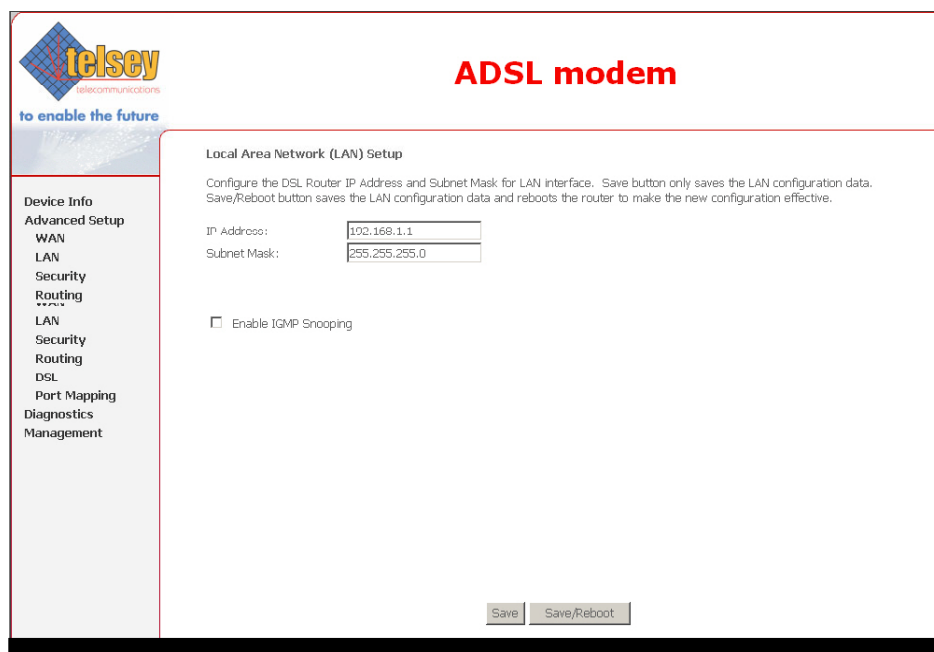 telsey
telecommunications
to enable the future
ADSL modem
Device Info
Advanced Setup
WAN
LAN
Security
Routing
WAN
LAN
Security
Routing
DSL
Port Mapping
Diagnostics
Management
Local Area Network (LAN) Setup
Configure the DSL Router IP Address and Subnet Mask for LAN interface.  Save button only saves the LAN configuration data.
Save/Reboot button saves the LAN configuration data and reboots the router to make the new configuration effective.
IP Address: 192.168.1.1
Subnet Mask: 255.255.255.0
Enable IGMP Snooping
Save Save/Reboot